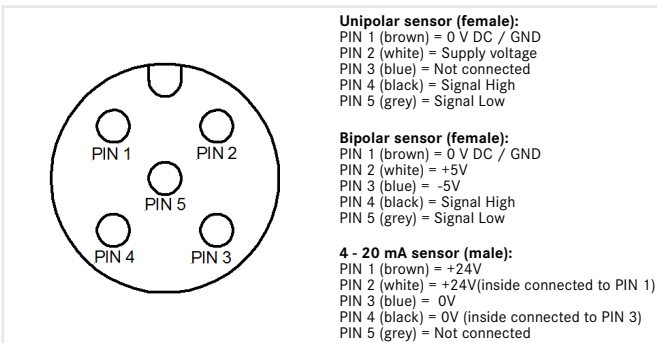 PIN 1
PIN 2
PIN 5
PIN 4
PIN 3
Unipolar sensor (female):
PIN 1 (brown) = 0 V DC / GND
PIN 2 (white) = Supply voltage
PIN 3 (blue) = Not connected
PIN 4 (black) = Signal High
PIN 5 (grey) = Signal Low
Bipolar sensor (female):
PIN 1 (brown) = 0 V DC / GND
PIN 2 (white) = +5V
PIN 3 (blue) = -5V
PIN 4 (black) = Signal High
PIN 5 (grey) = Signal Low
4 - 20 mA sensor (male):
PIN 1 (brown) = +24V
PIN 2 (white) = +24V(inside connected to PIN 1)
PIN 3 (blue) = 0V
PIN 4 (black) = 0V (inside connected to PIN 3)
PIN 5 (grey) = Not connected